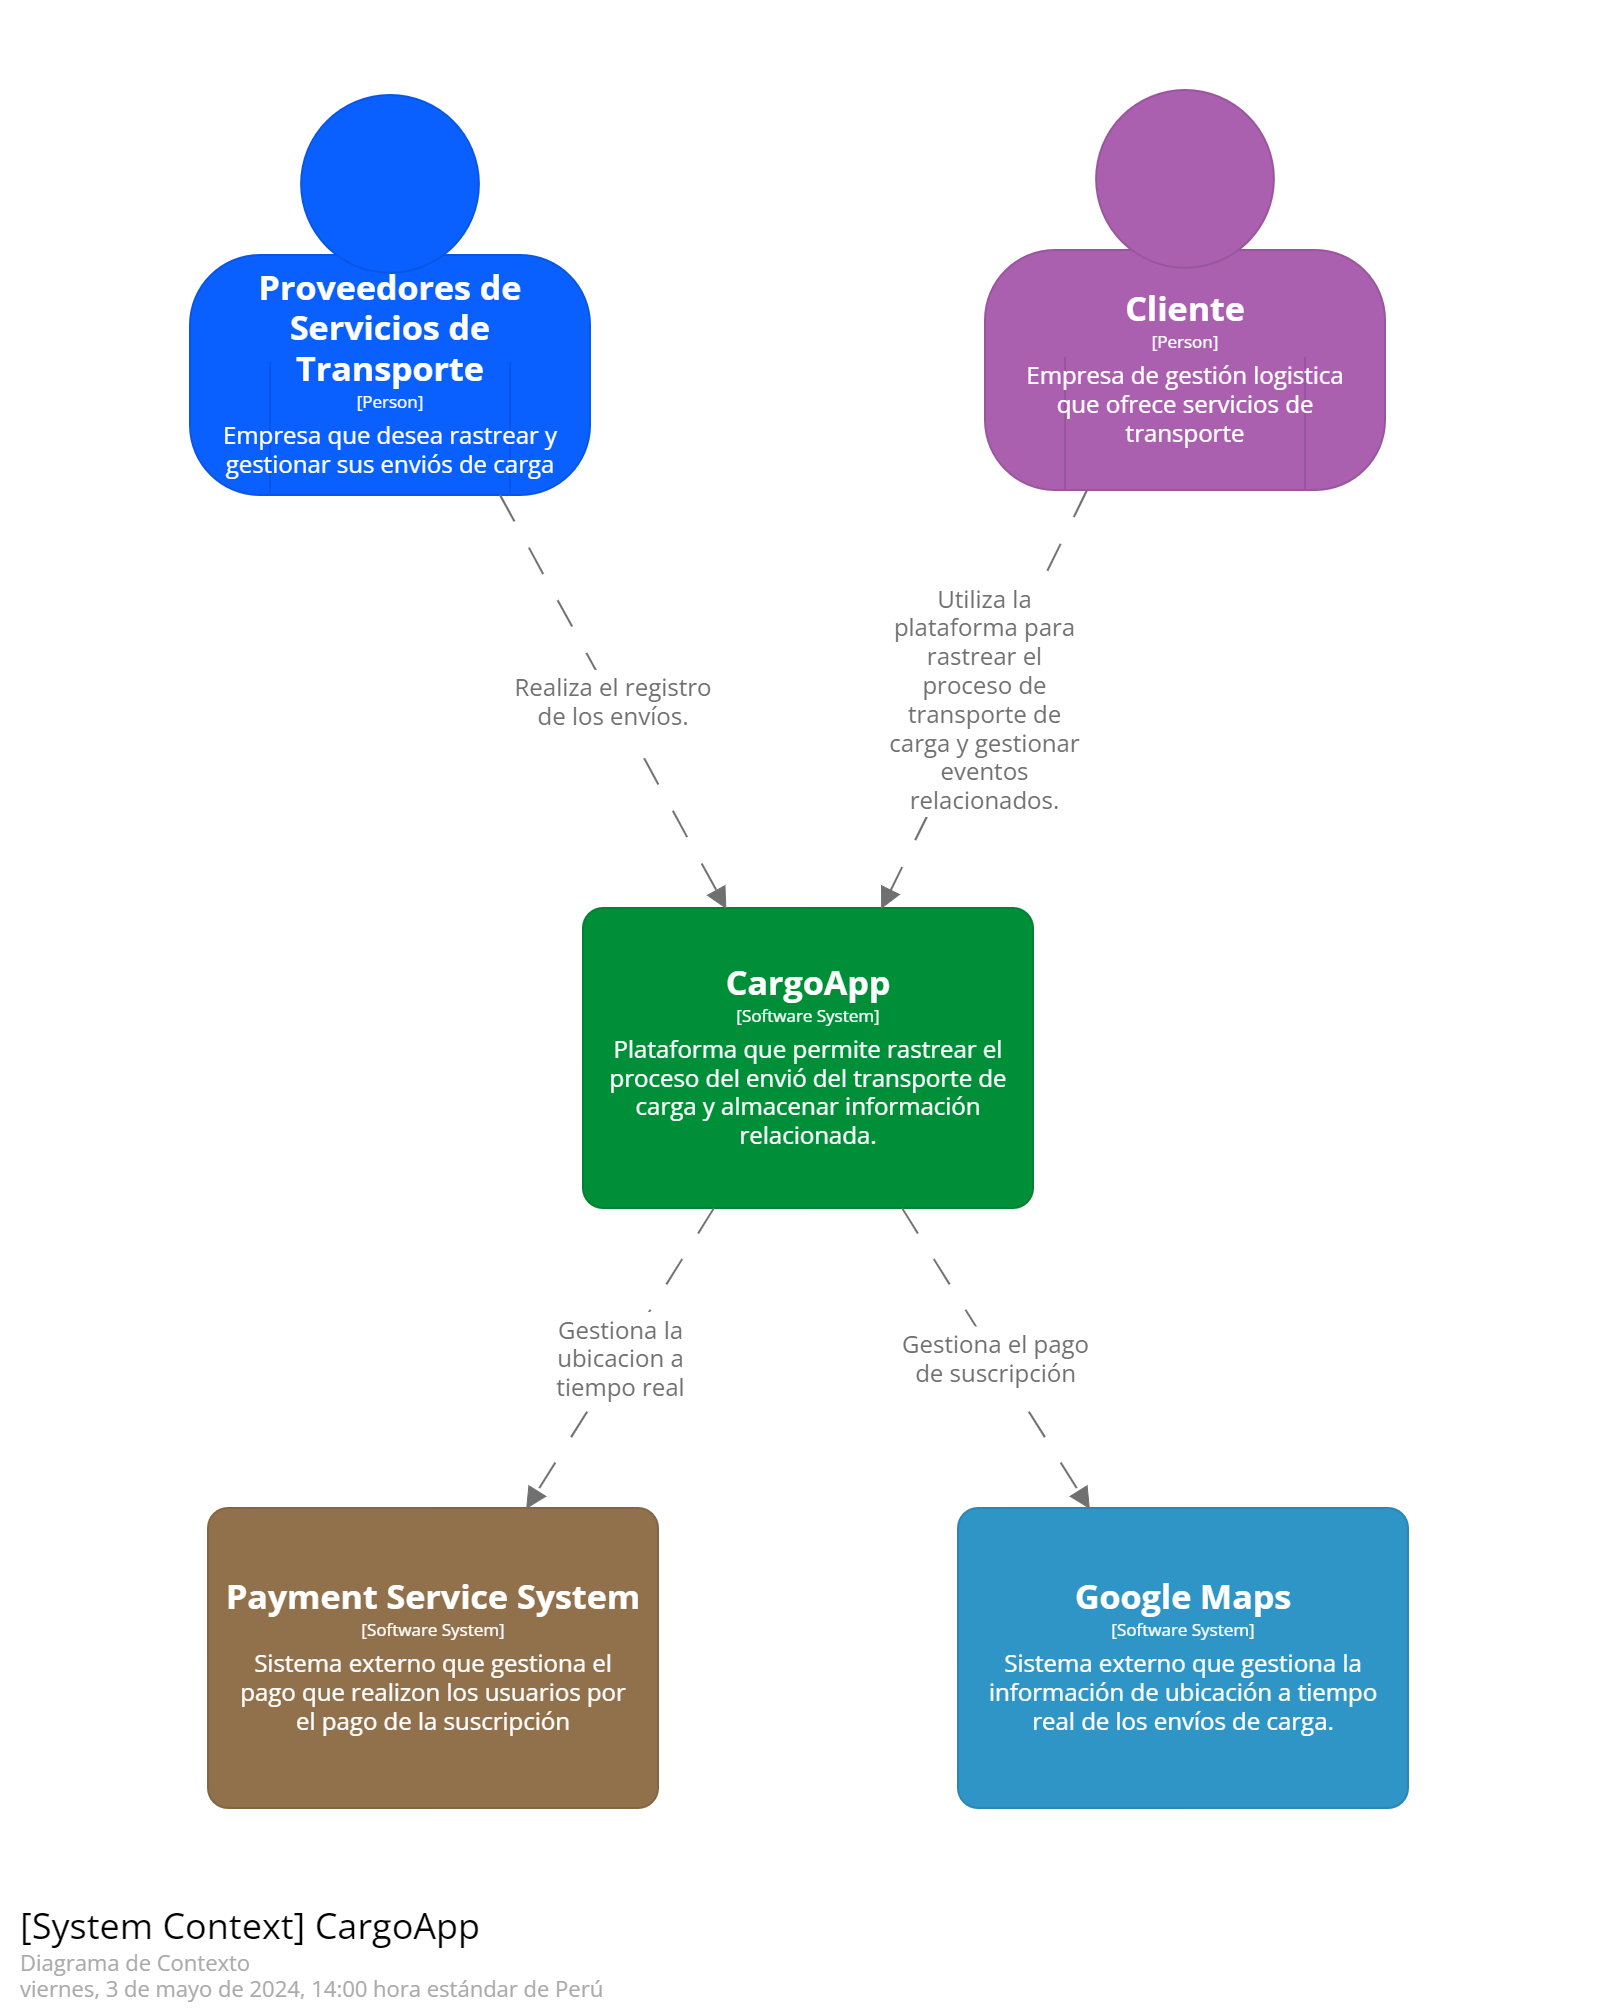 Proveedores de
Servicios de
Transporte
[Person]
Empresa que desea rastrear y
gestionar sus enviós de carga
Cliente
[Person]
Empresa de gestión logistica
que ofrece servicios de
transporte
Realiza el registro
de los envíos.
Utiliza la
plataforma para
rastrear el
proceso de
transporte de
carga y gestionar
eventos
relacionados.
CargoApp
[Software System]
Plataforma que permite rastrear el
proceso del envió del transporte de
carga y almacenar información
relacionada.
Gestiona la
ubicacion a
tiempo real
Gestiona el pago
de suscripción
Payment Service System
[Software System]
Sistema externo que gestiona el
pago que realizon los usuarios por
el pago de la suscripción
Google Maps
[Software System]
Sistema externo que gestiona la
información de ubicación a tiempo
real de los envíos de carga.
[System Context] CargoApp
Diagrama de Contexto
viernes, 3 de mayo de 2024, 14:00 hora estándar de Perú